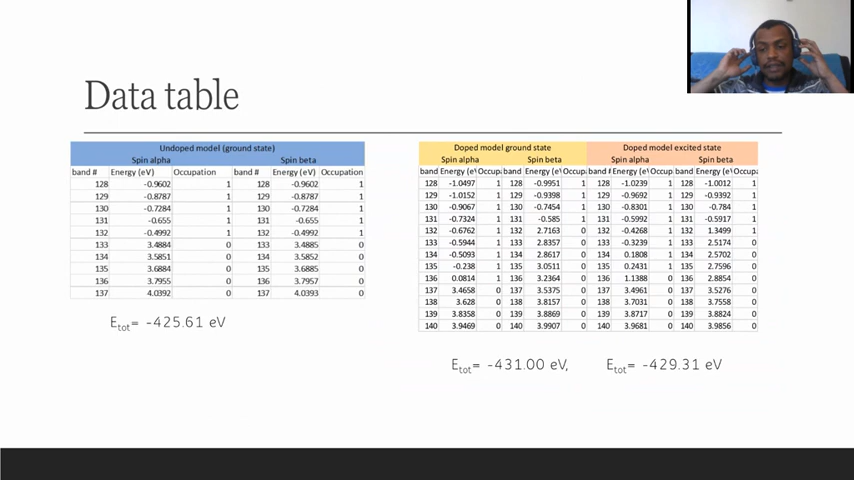 Data table
Undoped model (ground state)
Spin alpha Spin beta
band # Energy (eV) Occupation band # Energy (eV) Occupation
128 -0.9602 1 128 -0.9602 1
129 -0.8787 1 129 -0.8787 1
130 -0.7284 1 130 -0.7284 1
131 -0.655 1 131 -0.655 1
132 -0.4992 1 132 -0.4992 1
133 3.4884 0 133 3.4885 0
134 3.5851 0 134 3.5852 0
135 3.6884 0 135 3.6885 0
136 3.7955 0 136 3.7957 0
137 4.0392 0 137 4.0393 0
Etot= -425.61 eV
Doped model ground state Doped model excited state
Spin alpha Spin beta Spin alpha Spin beta
band Energy (e Occupa band Energy (e Occupa band # Energy (e Occupa band # Energy (e Occupa
128 -1.0497 1 128 -0.9951 1 128 -1.0239 1 128 -1.0012 1
129 -1.0152 1 129 -0.9398 1 129 -0.9692 1 129 -0.9392 1
130 -0.9067 1 130 -0.7454 1 130 -0.8301 1 130 -0.784 1
131 -0.7324 1 131 -0.585 1 131 -0.5992 1 131 -0.5917 1
132 -0.6762 1 132 2.7163 0 132 -0.4268 1 132 1.3499 1
133 -0.5944 1 133 2.8357 0 133 -0.3239 1 133 2.5174 0
134 -0.5093 1 134 2.8617 0 134 0.1808 1 134 2.5702 0
135 -0.238 1 135 3.0511 0 135 0.2431 1 135 2.7596 0
136 0.0814 1 136 3.2364 0 136 1.1388 0 136 2.8854 0
137 3.4658 0 137 3.5375 0 137 3.4961 0 137 3.5276 0
138 3.628 0 138 3.8157 0 138 3.7031 0 138 3.7558 0
139 3.8358 0 139 3.8869 0 139 3.8717 0 139 3.8824 0
140 3.9469 0 140 3.9907 0 140 3.9681 0 140 3.9856 0
Etot= -431.00 eV, Etot= -429.31 eV